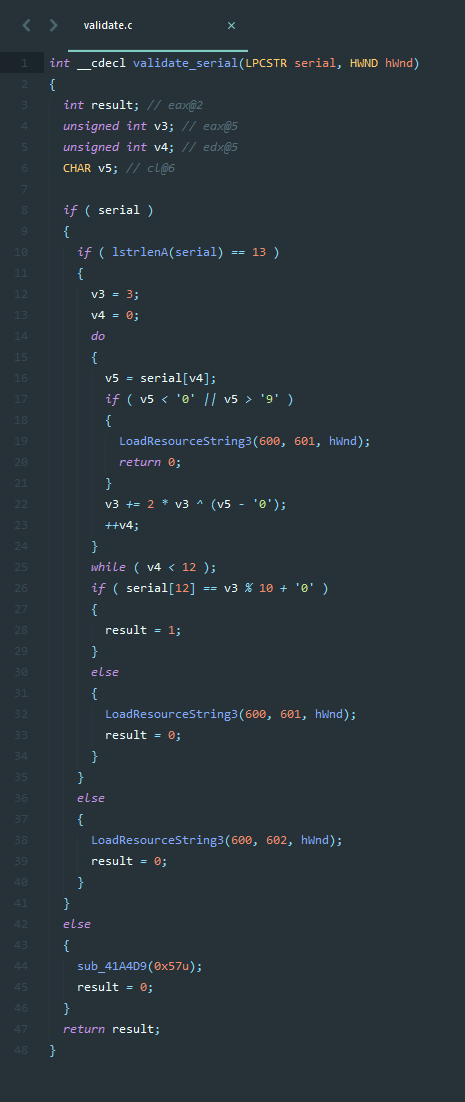 validate.c ×
1 int __cdecl validate_serial(LPCSTR serial, HWND hWnd)
2 {
3 int result; // eax@2
4 unsigned int v3; // eax@5
5 unsigned int v4; // edx@5
6 CHAR v5; // cl@6
7
8 if ( serial )
9 {
10 if ( lstrlenA(serial) == 13 )
11 {
12 v3 = 3;
13 v4 = 0;
14 do
15 {
16 v5 = serial[v4];
17 if ( v5 < '0' || v5 > '9' )
18 {
19 LoadResourceString3(600, 601, hWnd);
20 return 0;
21 }
22 v3 += 2 * v3 ^ (v5 - '0');
23 ++v4;
24 }
25 while ( v4 < 12 );
26 if ( serial[12] == v3 % 10 + '0' )
27 {
28 result = 1;
29 }
30 else
31 {
32 LoadResourceString3(600, 601, hWnd);
33 result = 0;
34 }
35 }
36 else
37 {
38 LoadResourceString3(600, 602, hWnd);
39 result = 0;
40 }
41 }
42 else
43 {
44 sub_41A4D9(0x57u);
45 result = 0;
46 }
47 return result;
48 }